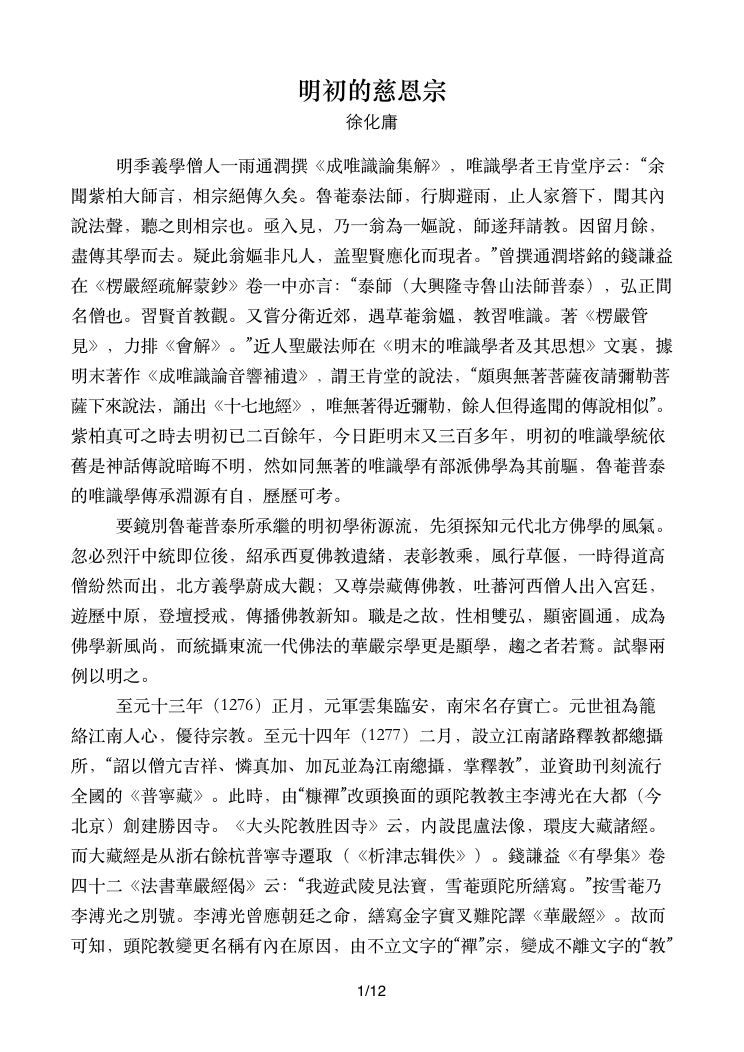 明初的慈恩宗
徐化庸
明季義學僧人一雨通潤撰《成唯識論集解》，唯識學者王肯堂序云：“余
聞紫柏大師言，相宗絕傳久矣。魯菴泰法師，行脚避雨，止人家簷下，聞其內
說法聲，聽之則相宗也。亟入見，乃一翁為一嫗說，師遂拜請教。因留月餘，
盡傳其學而去。疑此翁嫗非凡人，盖聖賢應化而現者。”曾撰通潤塔銘的錢謙益
在《楞嚴經疏解蒙鈔》卷一中亦言：“泰師（大興隆寺魯山法師普泰），弘正間
名僧也。習賢首教觀。又嘗分衛近郊，遇草菴翁媼，教習唯識。著《楞嚴管
見》，力排《會解》。”近人聖嚴法师在《明末的唯識學者及其思想》文裏，據
明末著作《成唯識論音響補遺》，謂王肯堂的說法，“頗與無著菩薩夜請彌勒菩
薩下來說法，誦出《十七地經》，唯無著得近彌勒，餘人但得遙聞的傳說相似”。
紫柏真可之時去明初已二百餘年，今日距明末又三百多年，明初的唯識學統依
舊是神話傳說暗晦不明，然如同無著的唯識學有部派佛學為其前驅，魯菴普泰
的唯識學傳承淵源有自，歷歷可考。
要鏡別魯菴普泰所承繼的明初學術源流，先須探知元代北方佛學的風氣。
忽必烈汗中統即位後，紹承西夏佛教遺緒，表彰教乘，風行草偃，一時得道高
僧紛然而出，北方義學蔚成大觀；又尊崇藏傳佛教，吐蕃河西僧人出入宮廷，
遊歷中原，登壇授戒，傳播佛教新知。職是之故，性相雙弘，顯密圓通，成為
佛學新風尚，而統攝東流一代佛法的華嚴宗學更是顯學，趨之者若鶩。試舉兩
例以明之。
至元十三年（1276）正月，元軍雲集臨安，南宋名存實亡。元世祖為籠
絡江南人心，優待宗教。至元十四年（1277）二月，設立江南諸路釋教都總攝
所，“詔以僧亢吉祥、憐真加、加瓦並為江南總攝，掌釋教”，並資助刊刻流行
全國的《普寧藏》。此時，由“糠禪”改頭換面的頭陀教教主李溥光在大都（今
北京）創建勝因寺。《大头陀教胜因寺》云，内設毘盧法像，環庋大藏諸經。
而大藏經是从浙右餘杭普寧寺遷取（《析津志辑佚》）。錢謙益《有學集》卷
四十二《法書華嚴經偈》云：“我遊武陵見法寶，雪菴頭陀所繕寫。”按雪菴乃
李溥光之別號。李溥光曾應朝廷之命，繕寫金字實叉難陀譯《華嚴經》。故而
可知，頭陀教變更名稱有內在原因，由不立文字的“禪”宗，變成不離文字的“教”
1/12